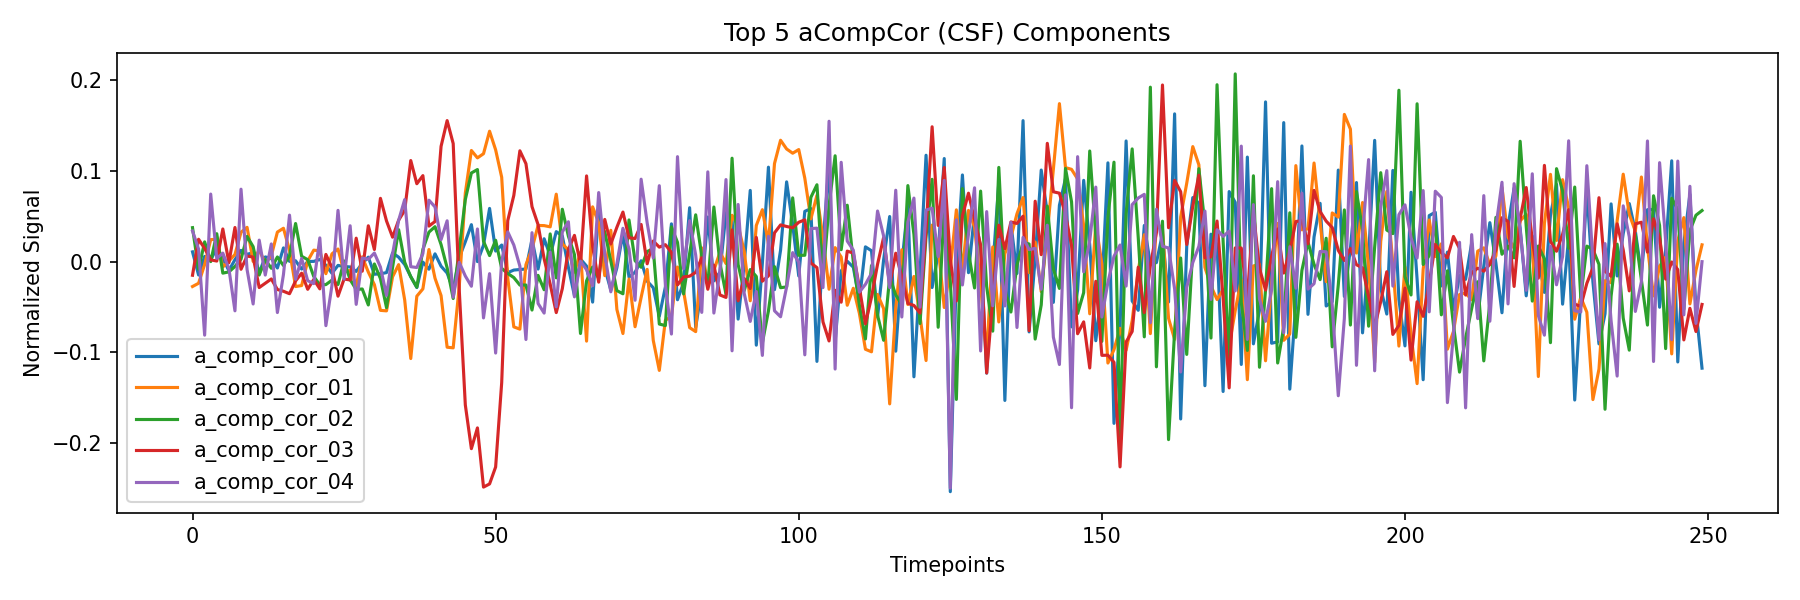 Top 5 aCompCor (CSF) Components
Normalized Signal
0.2
0.1
0.0
−0.1
−0.2
a_comp_cor_00
a_comp_cor_01
a_comp_cor_02
a_comp_cor_03
a_comp_cor_04
0 50 100 150 200 250
Timepoints